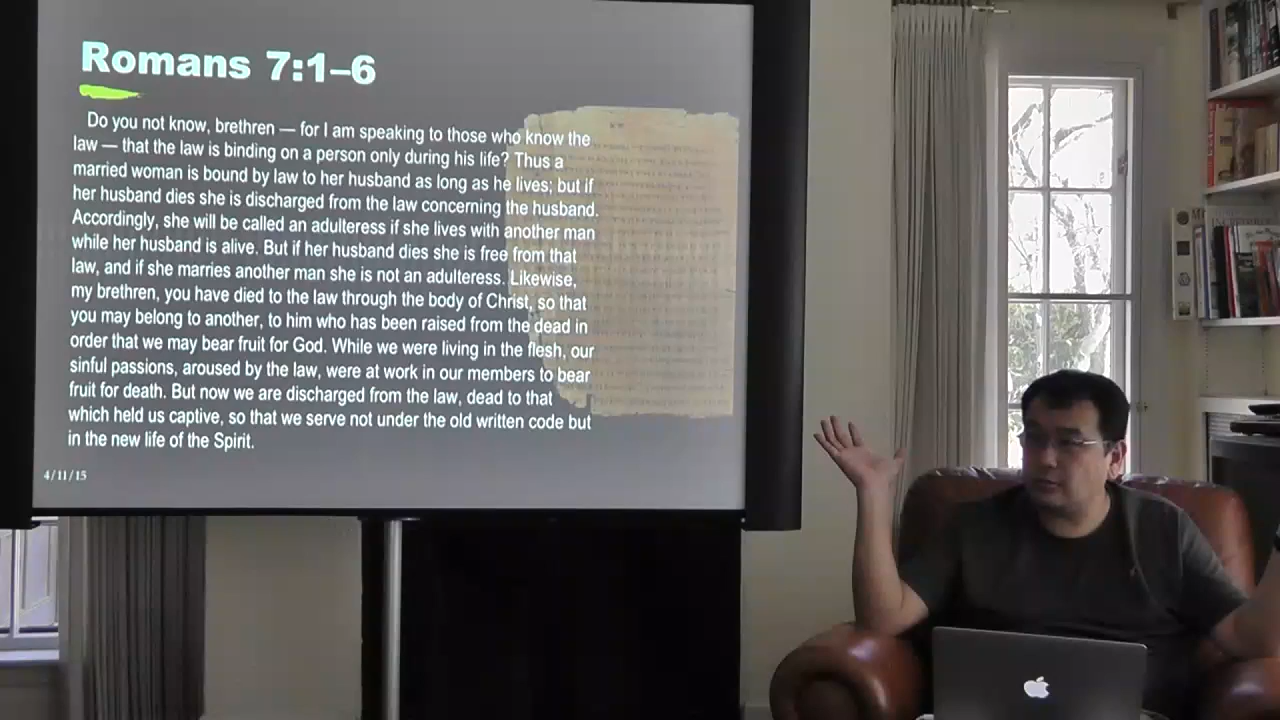 Romans 7:1–6
Do you not know, brethren — for I am speaking to those who know the
law — that the law is binding on a person only during his life? Thus a
married woman is bound by law to her husband as long as he lives; but if
her husband dies she is discharged from the law concerning the husband.
Accordingly, she will be called an adulteress if she lives with another man
while her husband is alive. But if her husband dies she is free from that
law, and if she marries another man she is not an adulteress. Likewise,
my brethren, you have died to the law through the body of Christ, so that
you may belong to another, to him who has been raised from the dead in
order that we may bear fruit for God. While we were living in the flesh, our
sinful passions, aroused by the law, were at work in our members to bear
fruit for death. But now we are discharged from the law, dead to that
which held us captive, so that we serve not under the old written code but
in the new life of the Spirit.
4/11/15